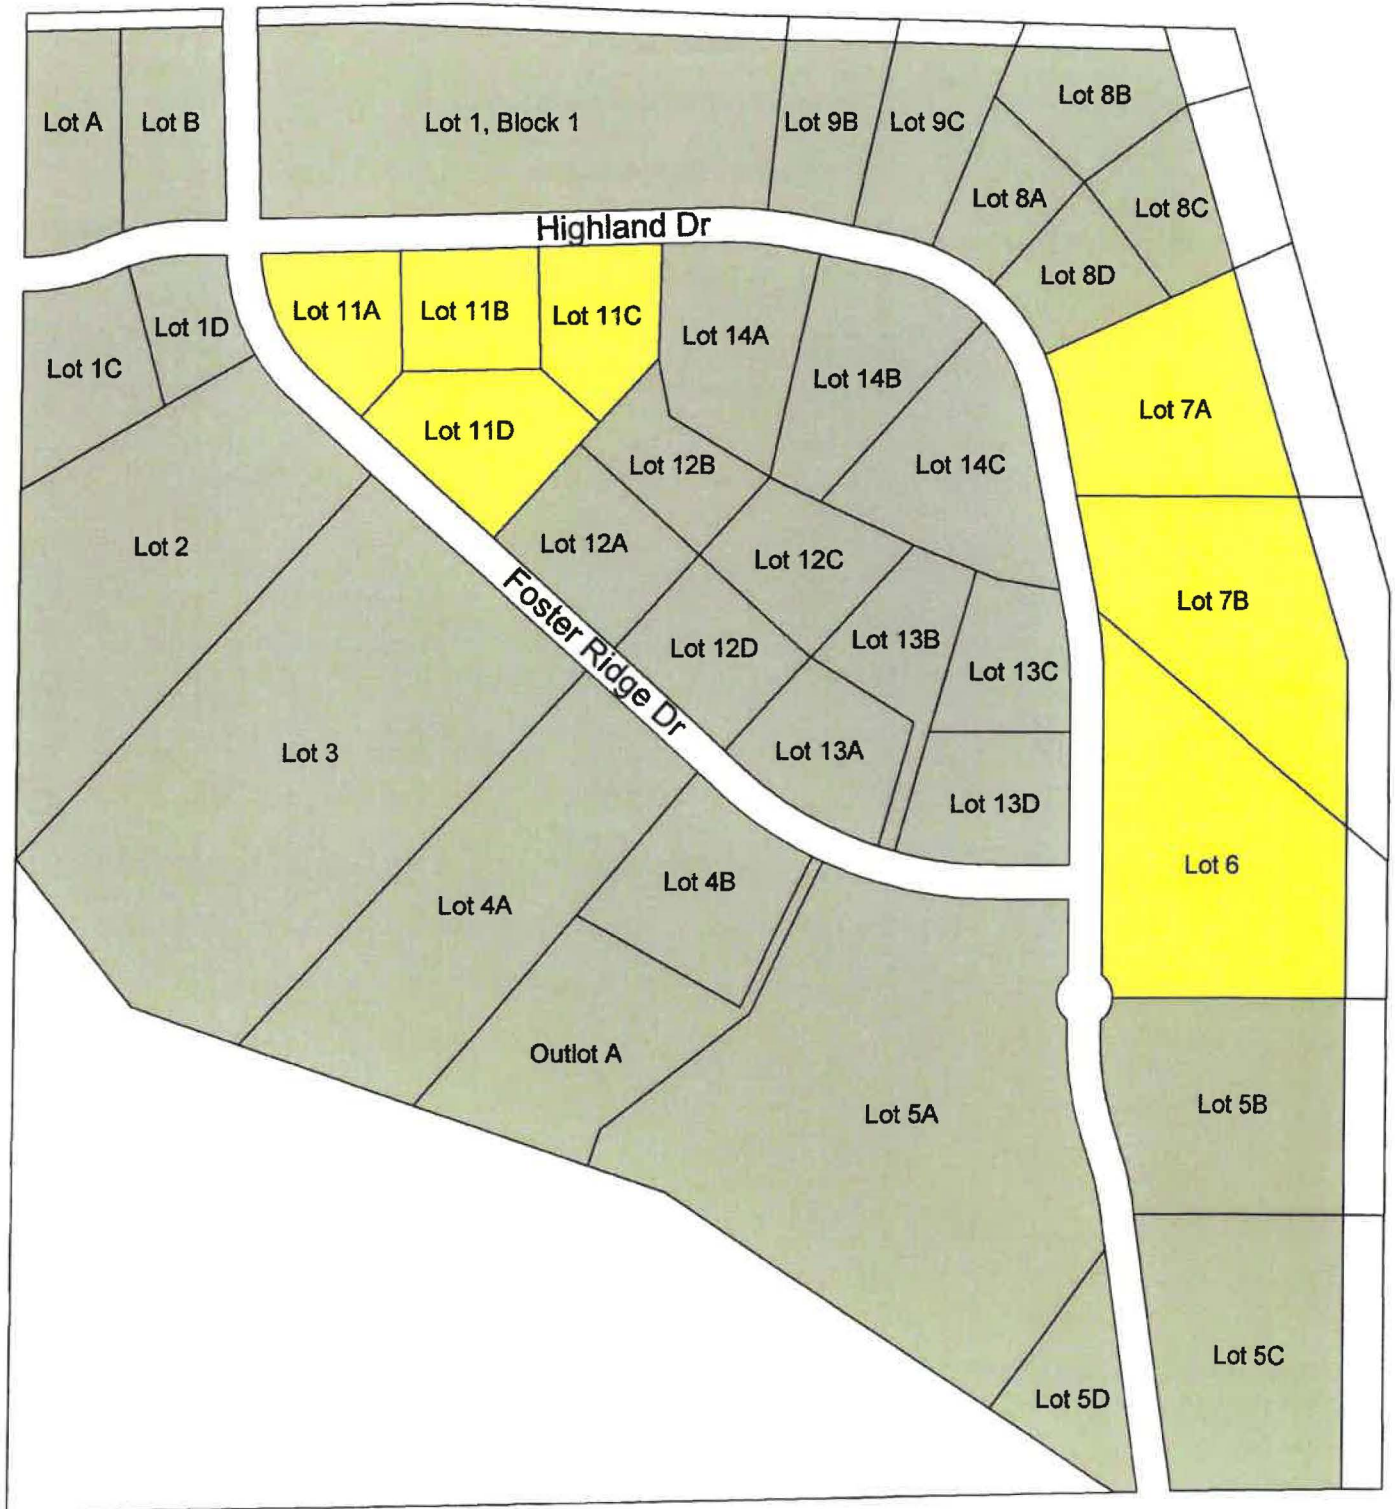 Lot A
Lot B
Lot 1, Block 1
Lot 9B
Lot 9C
Lot 8B
Lot 8A
Lot 8C
Lot 8D
Highland Dr
Lot 1C
Lot 1D
Lot 11A
Lot 11B
Lot 11C
Lot 11D
Lot 14A
Lot 14B
Lot 14C
Lot 7A
Lot 2
Lot 12B
Lot 12A
Lot 12C
Lot 7B
Foster Ridge Dr
Lot 12D
Lot 13B
Lot 13C
Lot 3
Lot 13A
Lot 13D
Lot 4A
Lot 4B
Lot 6
Outlot A
Lot 5A
Lot 5B
Lot 5C
Lot 5D